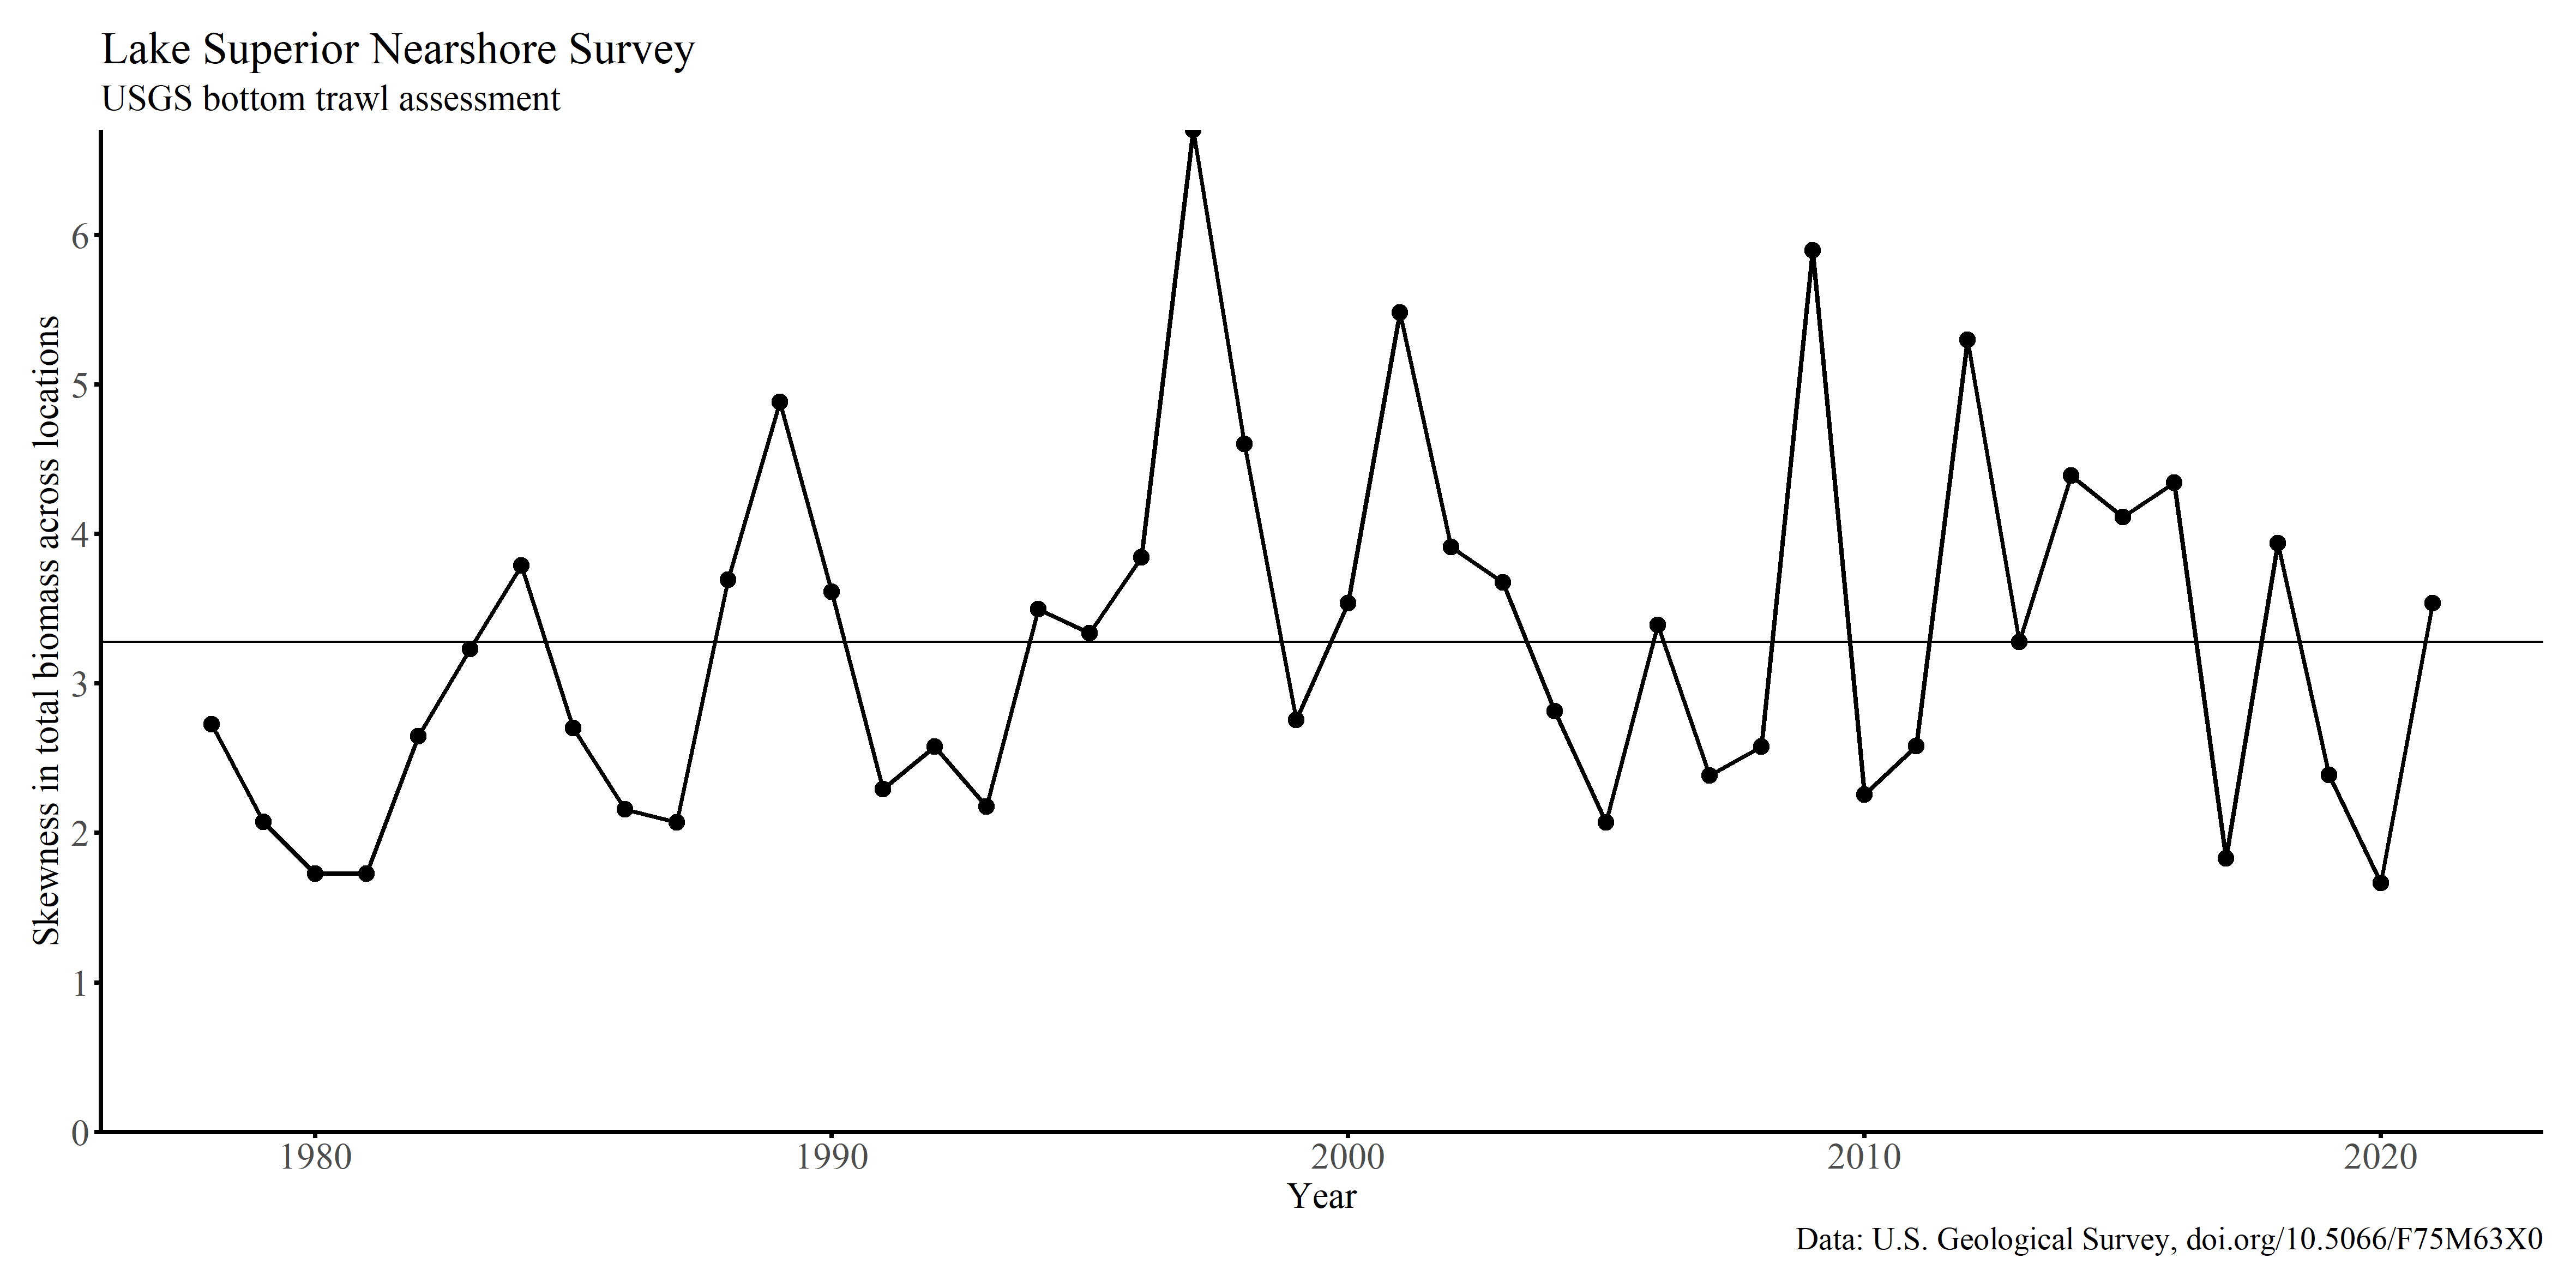 Lake Superior Nearshore Survey
USGS bottom trawl assessment
Skewness in total biomass across locations
6
5
4
3
2
1
0
1980 1990 2000 2010 2020
Year
Data: U.S. Geological Survey, doi.org/10.5066/F75M63X0